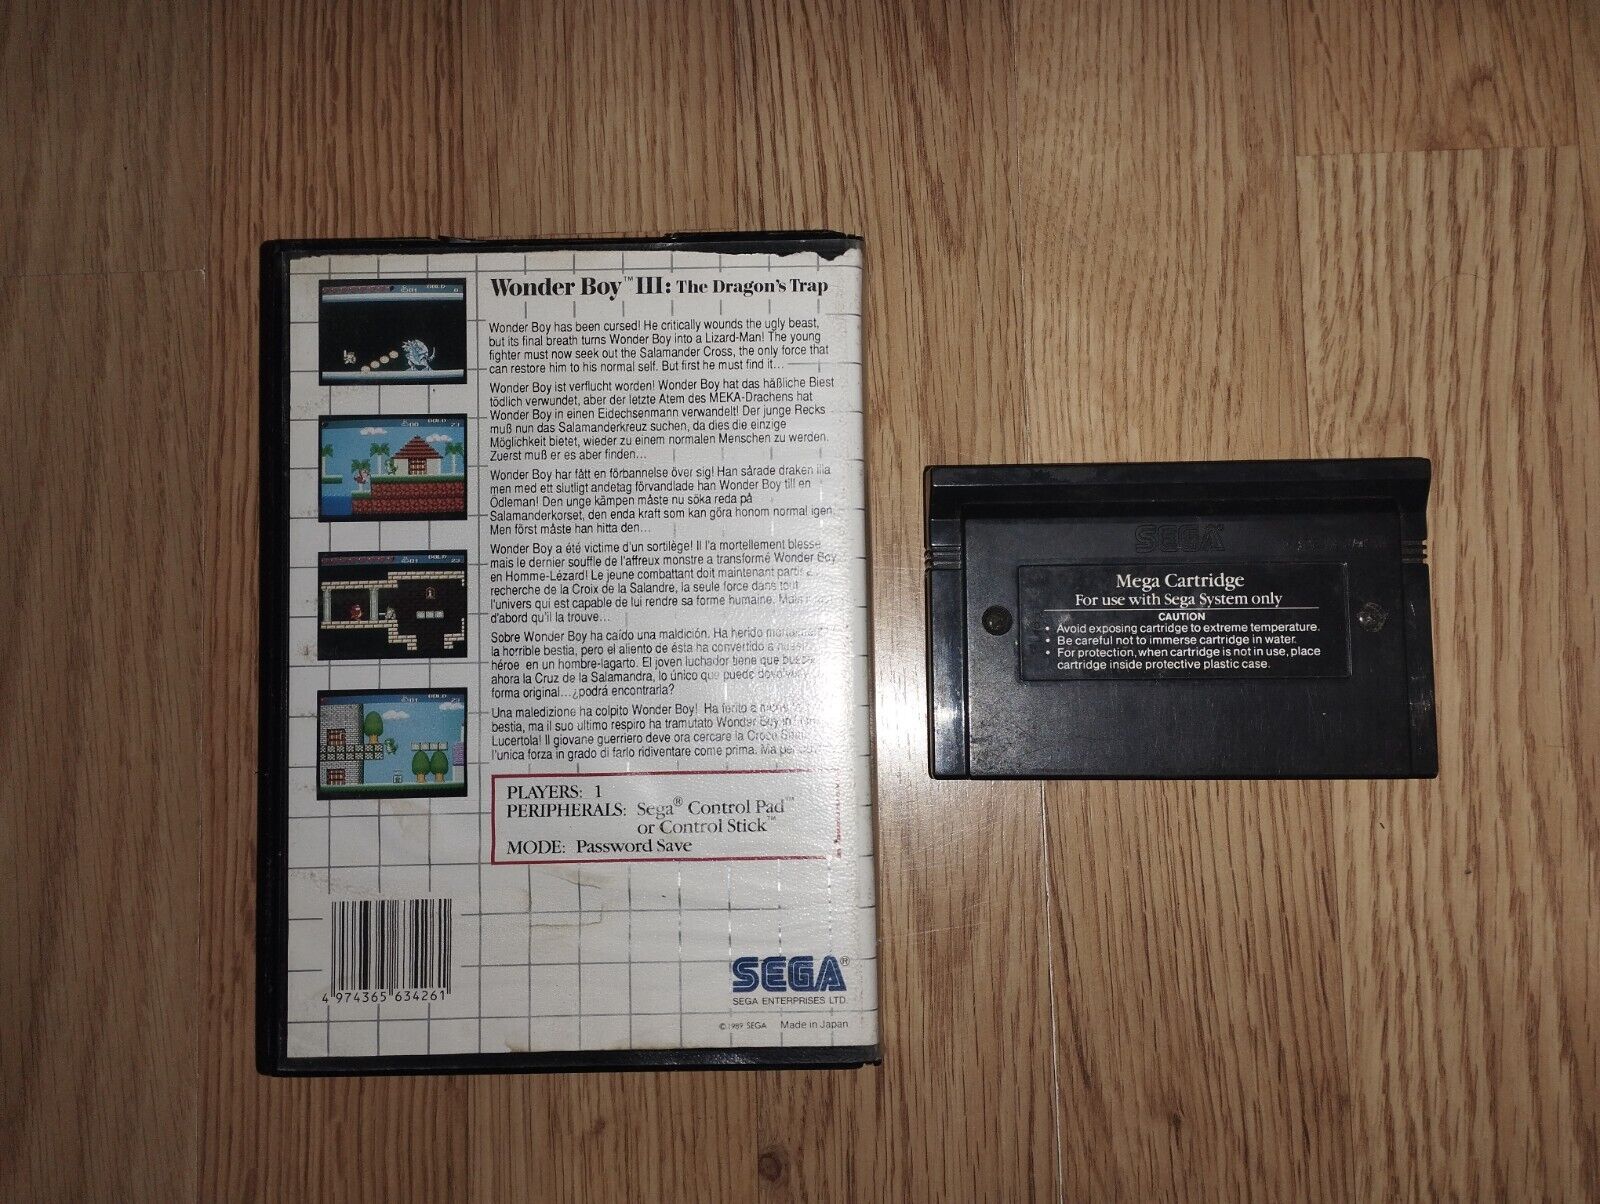 Wonder Boy™ III: The Dragon's Trap
Wonder Boy has been cursed! He critically wounds the ugly beast,
but its final breath turns Wonder Boy into a Lizard-Man! The young
fighter must now seek out the Salamander Cross, the only force that
can restore him to his normal self. But first he must find it...
Wonder Boy ist verflucht worden! Wonder Boy hat das häßliche Biest
tödlich verwundet, aber der letzte Atem des MEKA-Drachens hat
Wonder Boy in einen Eidechsenmann verwandelt! Der junge Recks
muß nun das Salamanderkreuz suchen, da dies die einzige
Möglichkeit bietet, wieder zu einem normalen Menschen zu werden.
Zuerst muß er es aber finden...
Wonder Boy har fått en förbannelse över sig! Han sårade draken illa
men med ett slutligt andetag förvandlade han Wonder Boy till en
Ödleman! Den unge kämpen måste nu söka reda på
Salamanderkorset, den enda kraft som kan göra honom normal igen.
Men först måste han hitta den...
Wonder Boy a été victime d'un sortilège! Il l'a mortellement blesse
mais le dernier souffle de l'affreux monstre a transformé Wonder Boy
en Homme-Lézard! Le jeune combattant doit maintenant partir
recherche de la Croix de la Salandre, la seule force dans tout
l'univers qui est capable de lui rendre sa forme humaine. Mais
d'abord qu'il la trouve...
Sobre Wonder Boy ha caído una maldición. Ha herido
la horrible bestia, pero el aliento de ésta ha convertido a nuestro
héroe en un hombre-lagarto. El joven luchador tiene que buscar
ahora la Cruz de la Salamandra, lo único que puede devolver
forma original...¿podrá encontrarla?
Una maledizione ha colpito Wonder Boy! Ha ferito a
bestia, ma il suo ultimo respiro ha tramutato Wonder Boy in
Lucertola! Il giovane guerriero deve ora cercare la Croce
l'unica forza in grado di farlo ridiventare come prima. Ma
PLAYERS: 1
PERIPHERALS: Sega® Control Pad™
or Control Stick™
MODE: Password Save
4 974365 634261
SEGA®
SEGA ENTERPRISES LTD.
© 1989 SEGA Made in Japan
SEGA®
Mega Cartridge
For use with Sega System only
CAUTION
• Avoid exposing cartridge to extreme temperature.
• Be careful not to immerse cartridge in water.
• For protection, when cartridge is not in use, place
cartridge inside protective plastic case.